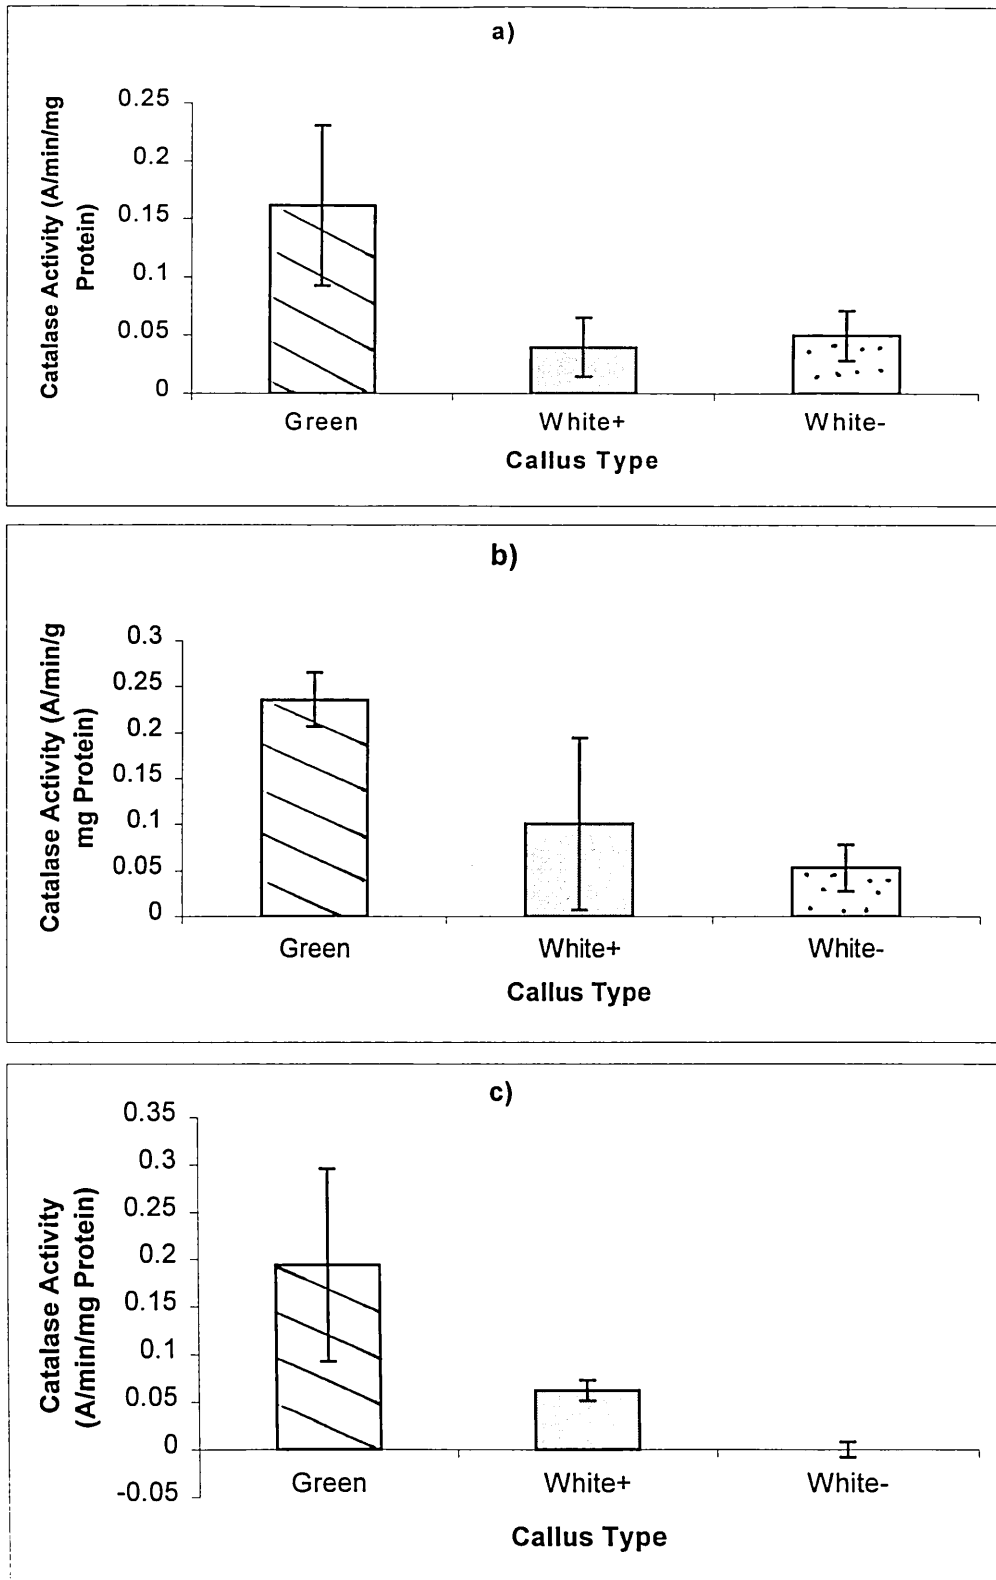 a)
Catalase Activity (A/min/mg
Protein)
0.25
0.2
0.15
0.1
0.05
0
Green White+ White-
Callus Type
b)
Catalase Activity (A/min/g
mg Protein)
0.3
0.25
0.2
0.15
0.1
0.05
0
Green White+ White-
Callus Type
c)
Catalase Activity
(A/min/mg Protein)
0.35
0.3
0.25
0.2
0.15
0.1
0.05
0
-0.05
Green White+ White-
Callus Type